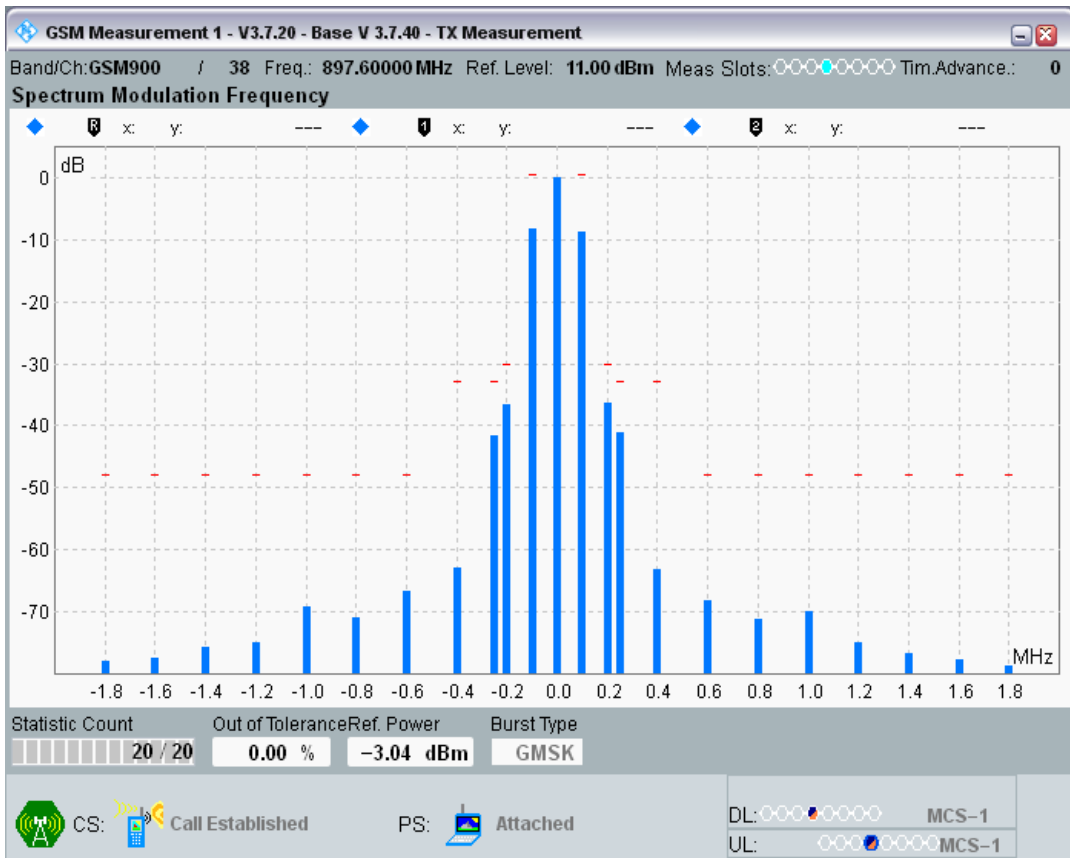 GSM Measurement 1 - V3.7.20 - Base V 3.7.40 - TX Measurement
Band/Ch:GSM900 / 38 Freq.: 897.60000 MHz Ref. Level: 11.00 dBm Meas Slots: Tim.Advance.: 0
Spectrum Modulation Frequency
R x: y: --- 1 x: y: --- 2 x: y: ---
dB
0
-10
-20
-30
-40
-50
-60
-70
MHz
-1.8 -1.6 -1.4 -1.2 -1.0 -0.8 -0.6 -0.4 -0.2 0.0 0.2 0.4 0.6 0.8 1.0 1.2 1.4 1.6 1.8
Statistic Count Out of Tolerance Ref. Power Burst Type
20 / 20 0.00 % −3.04 dBm GMSK
CS: Call Established PS: Attached
DL: MCS−1
UL: MCS−1